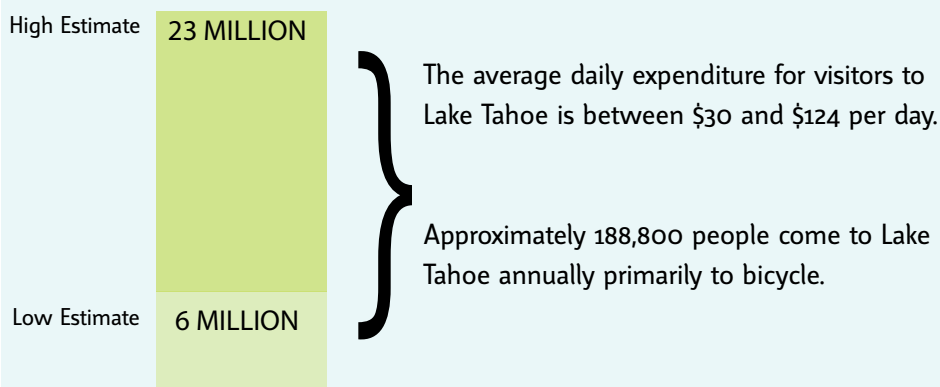 High Estimate
23 MILLION
The average daily expenditure for visitors to
Lake Tahoe is between $30 and $124 per day.
Approximately 188,800 people come to Lake
Tahoe annually primarily to bicycle.
Low Estimate
6 MILLION